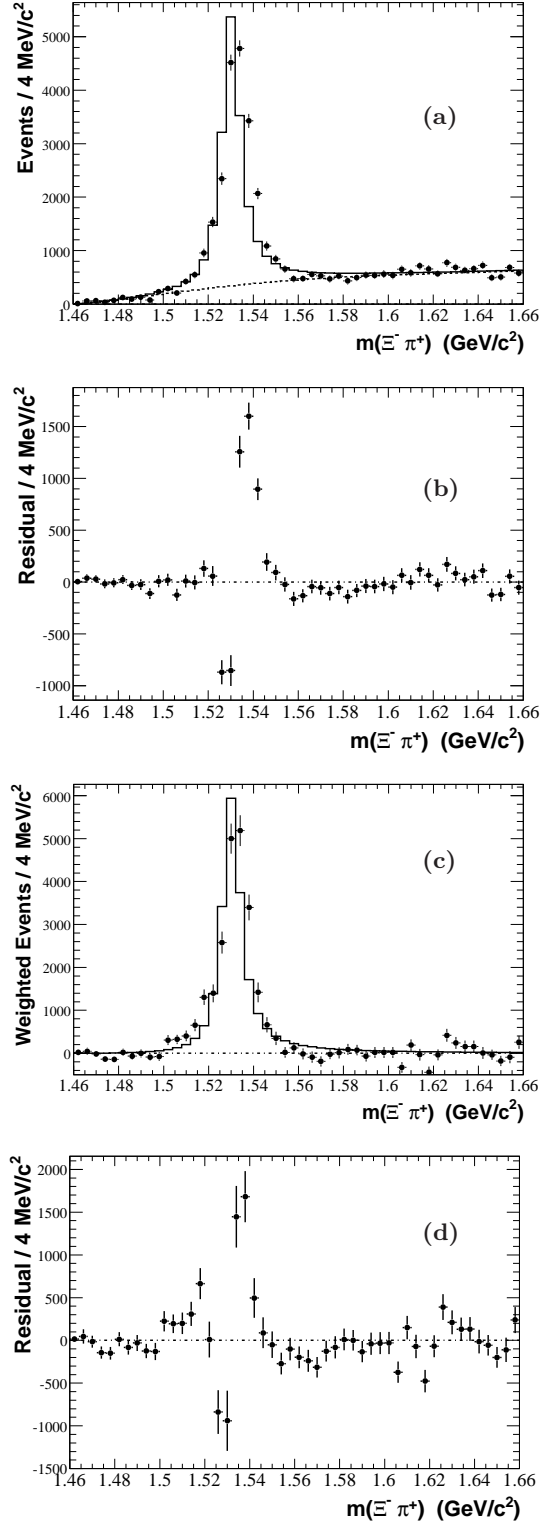 Events / 4 MeV/c²
5000
4000
3000
2000
1000
0
(a)
1.46 1.48 1.5 1.52 1.54 1.56 1.58 1.6 1.62 1.64 1.66
m(Ξ⁻ π⁺) (GeV/c²)
Residual / 4 MeV/c²
1500
1000
500
0
-500
-1000
(b)
1.46 1.48 1.5 1.52 1.54 1.56 1.58 1.6 1.62 1.64 1.66
m(Ξ⁻ π⁺) (GeV/c²)
Weighted Events / 4 MeV/c²
6000
5000
4000
3000
2000
1000
0
(c)
1.46 1.48 1.5 1.52 1.54 1.56 1.58 1.6 1.62 1.64 1.66
m(Ξ⁻ π⁺) (GeV/c²)
Residual / 4 MeV/c²
2000
1500
1000
500
0
-500
-1000
-1500
(d)
1.46 1.48 1.5 1.52 1.54 1.56 1.58 1.6 1.62 1.64 1.66
m(Ξ⁻ π⁺) (GeV/c²)